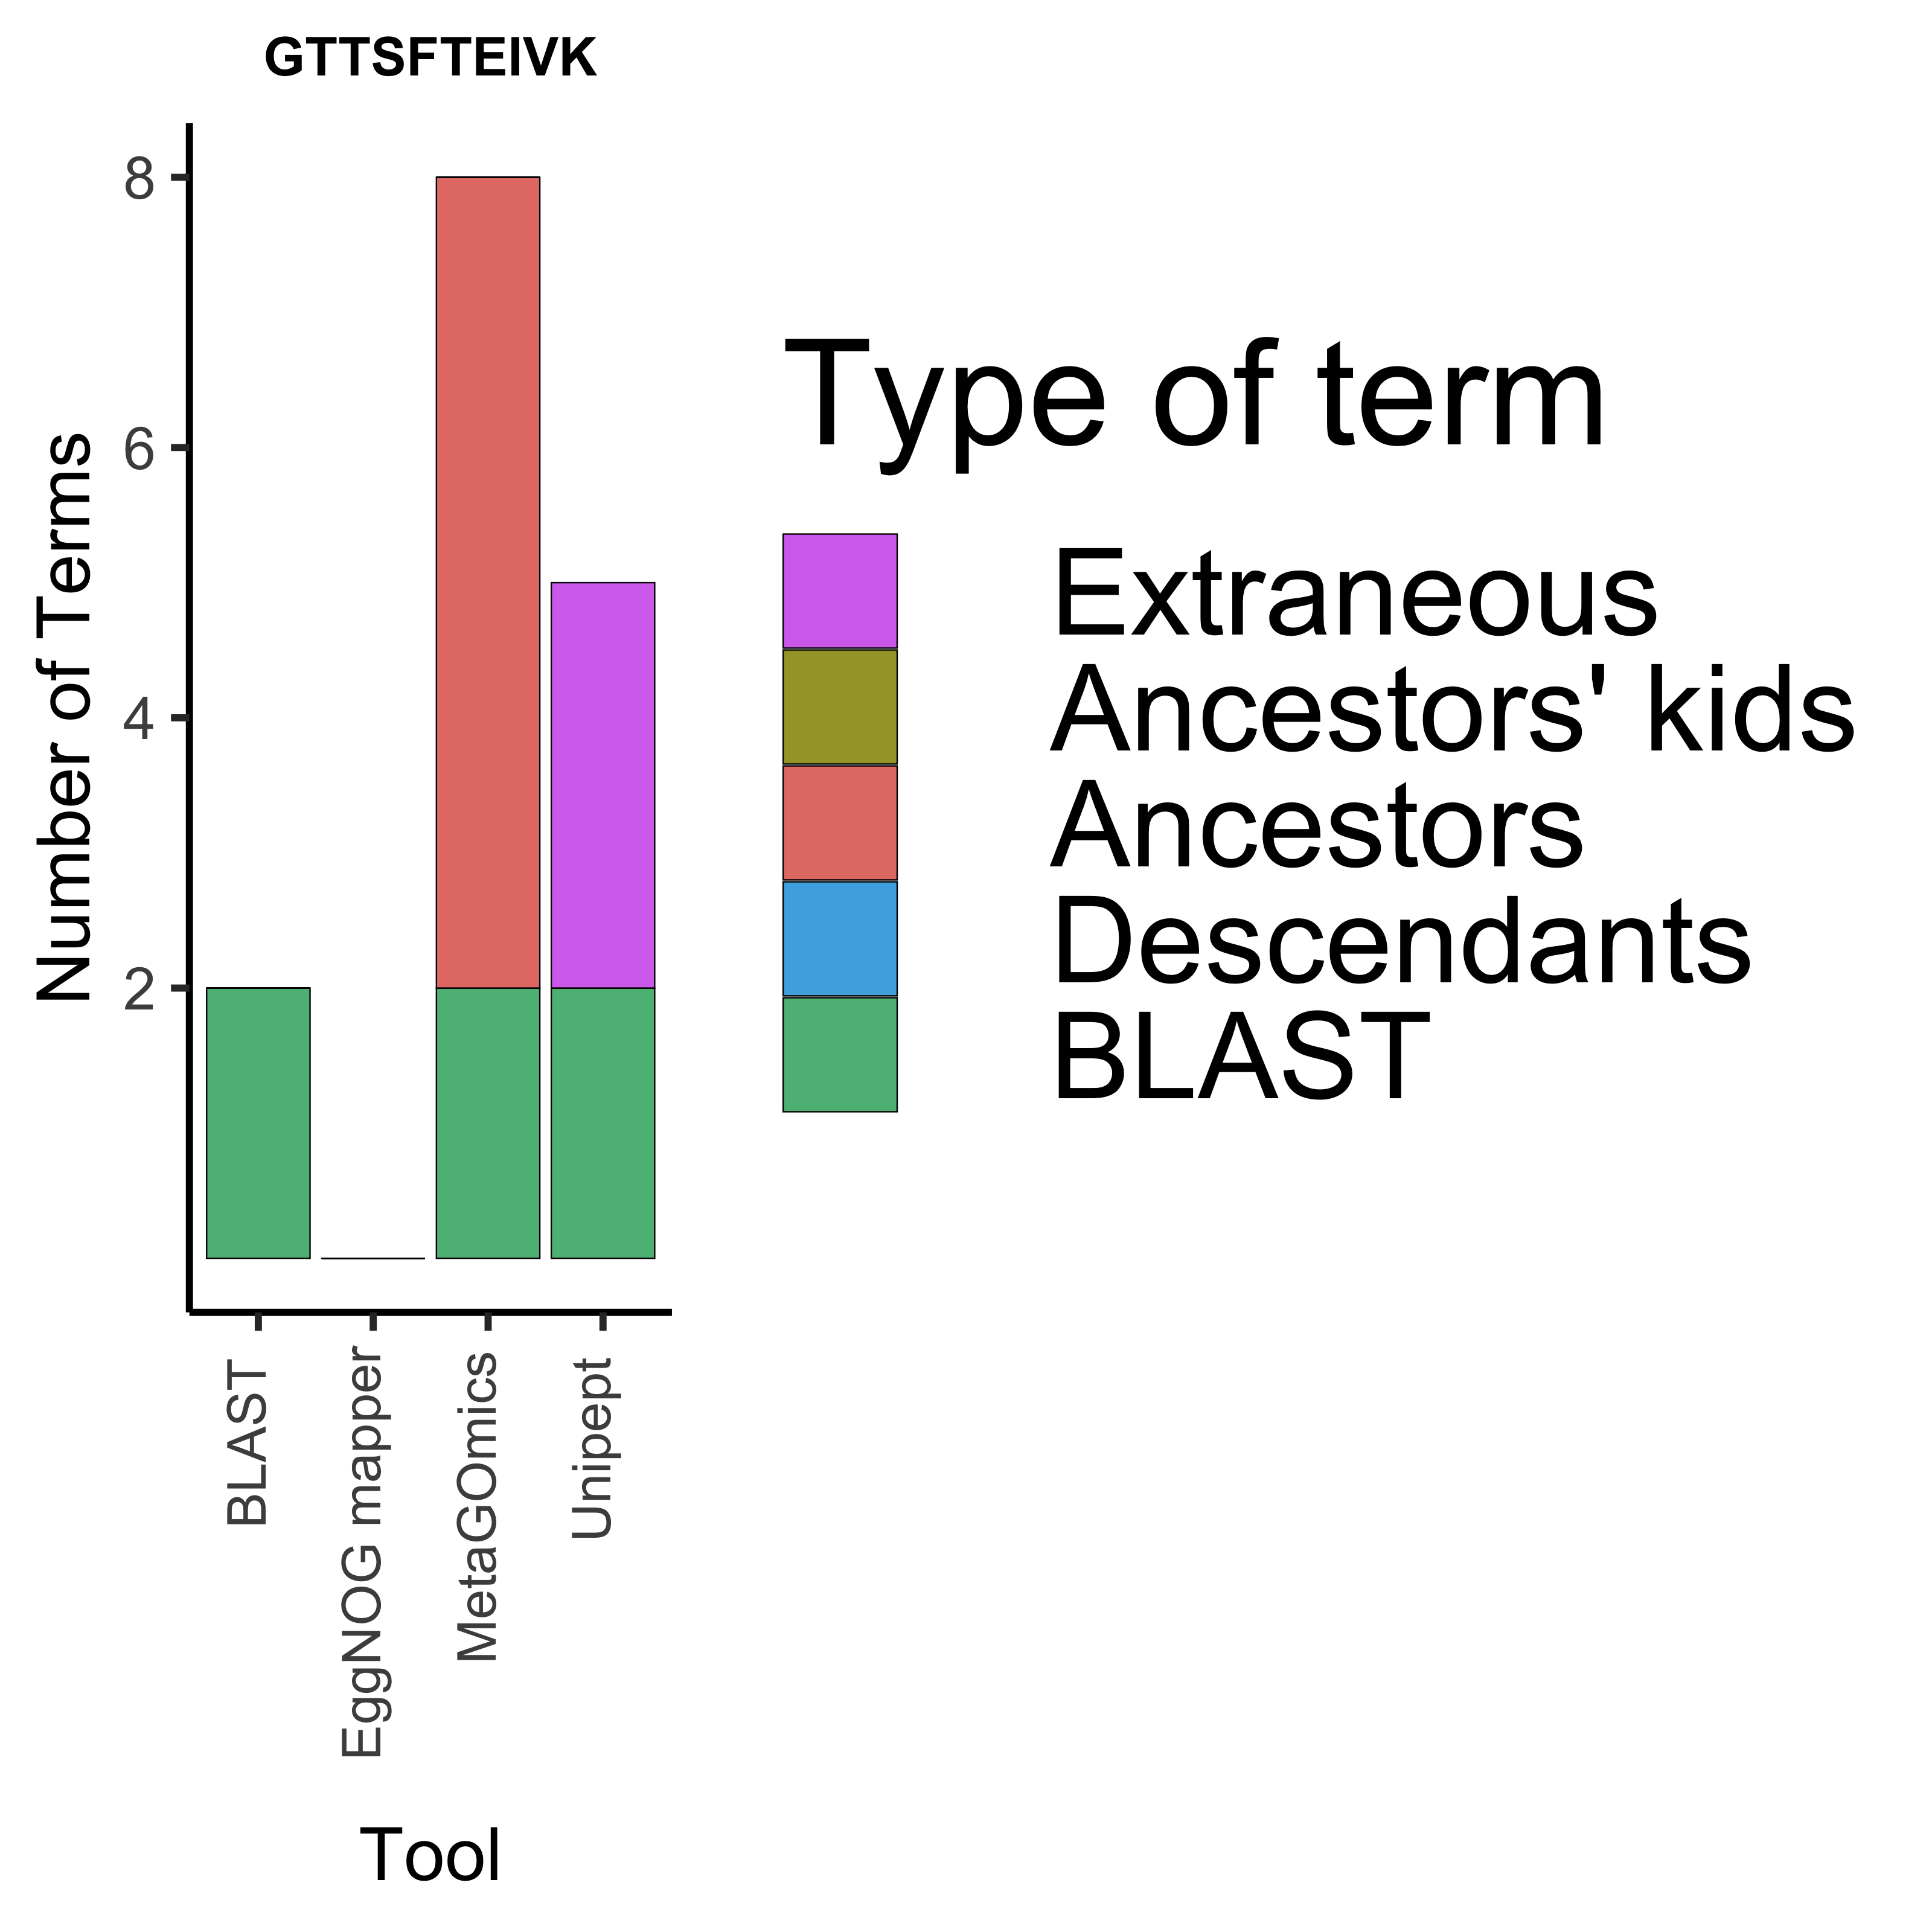 GTTSFTEIVK
Number of Terms
8
6
4
2
BLAST
EggNOG mapper
MetaGOmics
Unipept
Tool
Type of term
Extraneous
Ancestors' kids
Ancestors
Descendants
BLAST